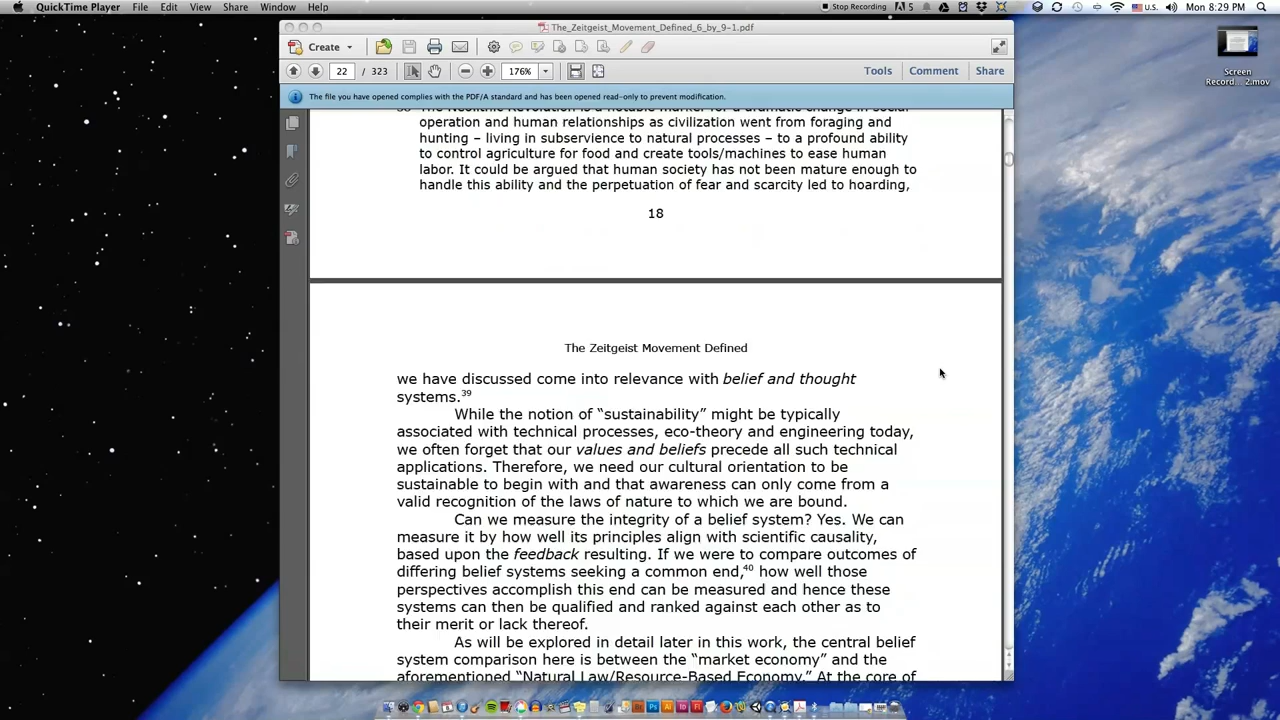 QuickTime Player File Edit View Share Window Help Stop Recording 5 U.S. Mon 8:29 PM
The_Zeitgeist_Movement_Defined_6_by_9-1.pdf
Create
22 / 323 176% Tools Comment Share
The file you have opened complies with the PDF/A standard and has been opened read-only to prevent modification.
Screen
Record... 2.mov
operation and human relationships as civilization went from foraging and
hunting – living in subservience to natural processes – to a profound ability
to control agriculture for food and create tools/machines to ease human
labor. It could be argued that human society has not been mature enough to
handle this ability and the perpetuation of fear and scarcity led to hoarding,
18
The Zeitgeist Movement Defined
we have discussed come into relevance with belief and thought
systems.39
While the notion of “sustainability” might be typically
associated with technical processes, eco-theory and engineering today,
we often forget that our values and beliefs precede all such technical
applications. Therefore, we need our cultural orientation to be
sustainable to begin with and that awareness can only come from a
valid recognition of the laws of nature to which we are bound.
Can we measure the integrity of a belief system? Yes. We can
measure it by how well its principles align with scientific causality,
based upon the feedback resulting. If we were to compare outcomes of
differing belief systems seeking a common end,40 how well those
perspectives accomplish this end can be measured and hence these
systems can then be qualified and ranked against each other as to
their merit or lack thereof.
As will be explored in detail later in this work, the central belief
system comparison here is between the “market economy” and the
aforementioned “Natural Law/Resource-Based Economy.” At the core of